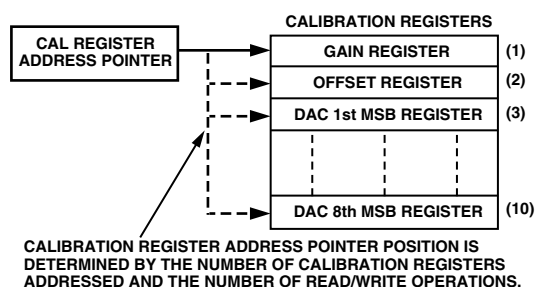 CALIBRATION REGISTERS
CAL REGISTER
ADDRESS POINTER
GAIN REGISTER (1)
OFFSET REGISTER (2)
DAC 1st MSB REGISTER (3)
DAC 8th MSB REGISTER (10)
CALIBRATION REGISTER ADDRESS POINTER POSITION IS
DETERMINED BY THE NUMBER OF CALIBRATION REGISTERS
ADDRESSED AND THE NUMBER OF READ/WRITE OPERATIONS.